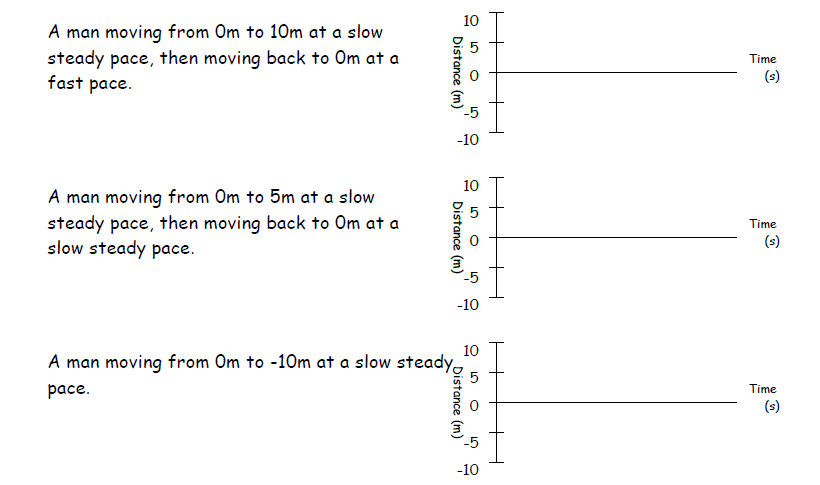 A man moving from 0m to 10m at a slow
steady pace, then moving back to 0m at a
fast pace.
10
5
0
-5
-10
Distance (m)
Time
(s)
A man moving from 0m to 5m at a slow
steady pace, then moving back to 0m at a
slow steady pace.
10
5
0
-5
-10
Distance (m)
Time
(s)
A man moving from 0m to -10m at a slow steady
pace.
10
5
0
-5
-10
Distance (m)
Time
(s)